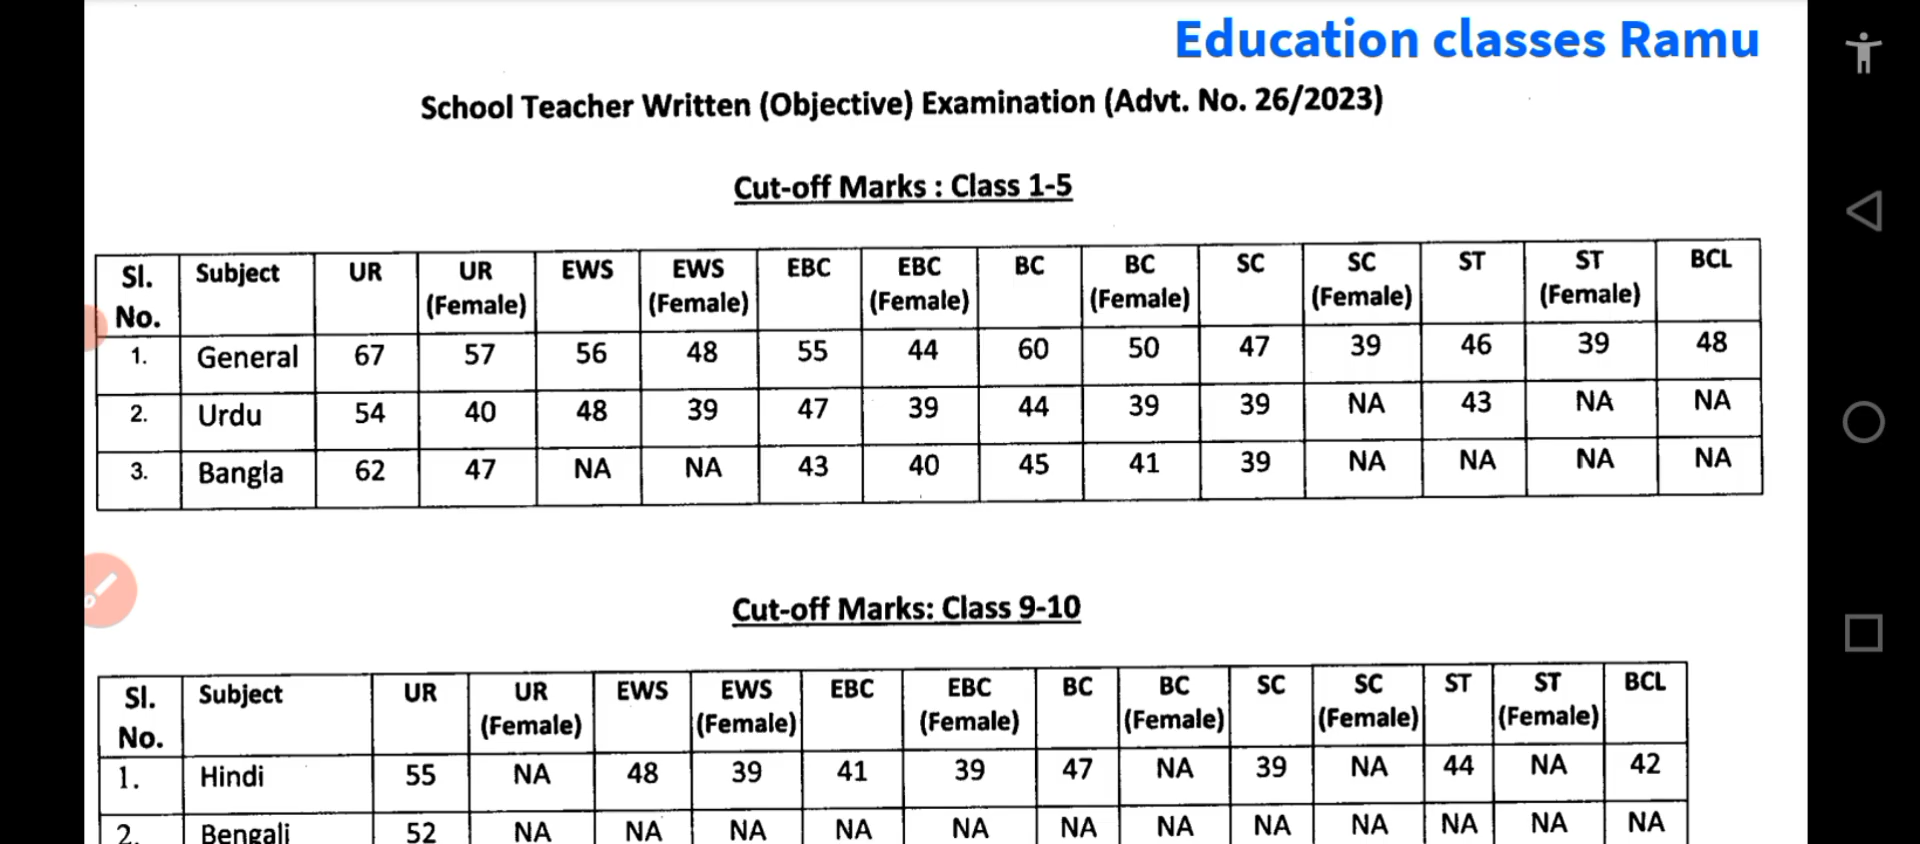 Education classes Ramu
School Teacher Written (Objective) Examination (Advt. No. 26/2023)
Cut-off Marks : Class 1-5
Sl. No. Subject UR UR (Female) EWS EWS (Female) EBC EBC (Female) BC BC (Female) SC SC (Female) ST ST (Female) BCL
1. General 67 57 56 48 55 44 60 50 47 39 46 39 48
2. Urdu 54 40 48 39 47 39 44 39 39 NA 43 NA NA
3. Bangla 62 47 NA NA 43 40 45 41 39 NA NA NA NA
Cut-off Marks: Class 9-10
Sl. No. Subject UR UR (Female) EWS EWS (Female) EBC EBC (Female) BC BC (Female) SC SC (Female) ST ST (Female) BCL
1. Hindi 55 NA 48 39 41 39 47 NA 39 NA 44 NA 42
2. Bengali 52 NA NA NA NA NA NA NA NA NA NA NA NA